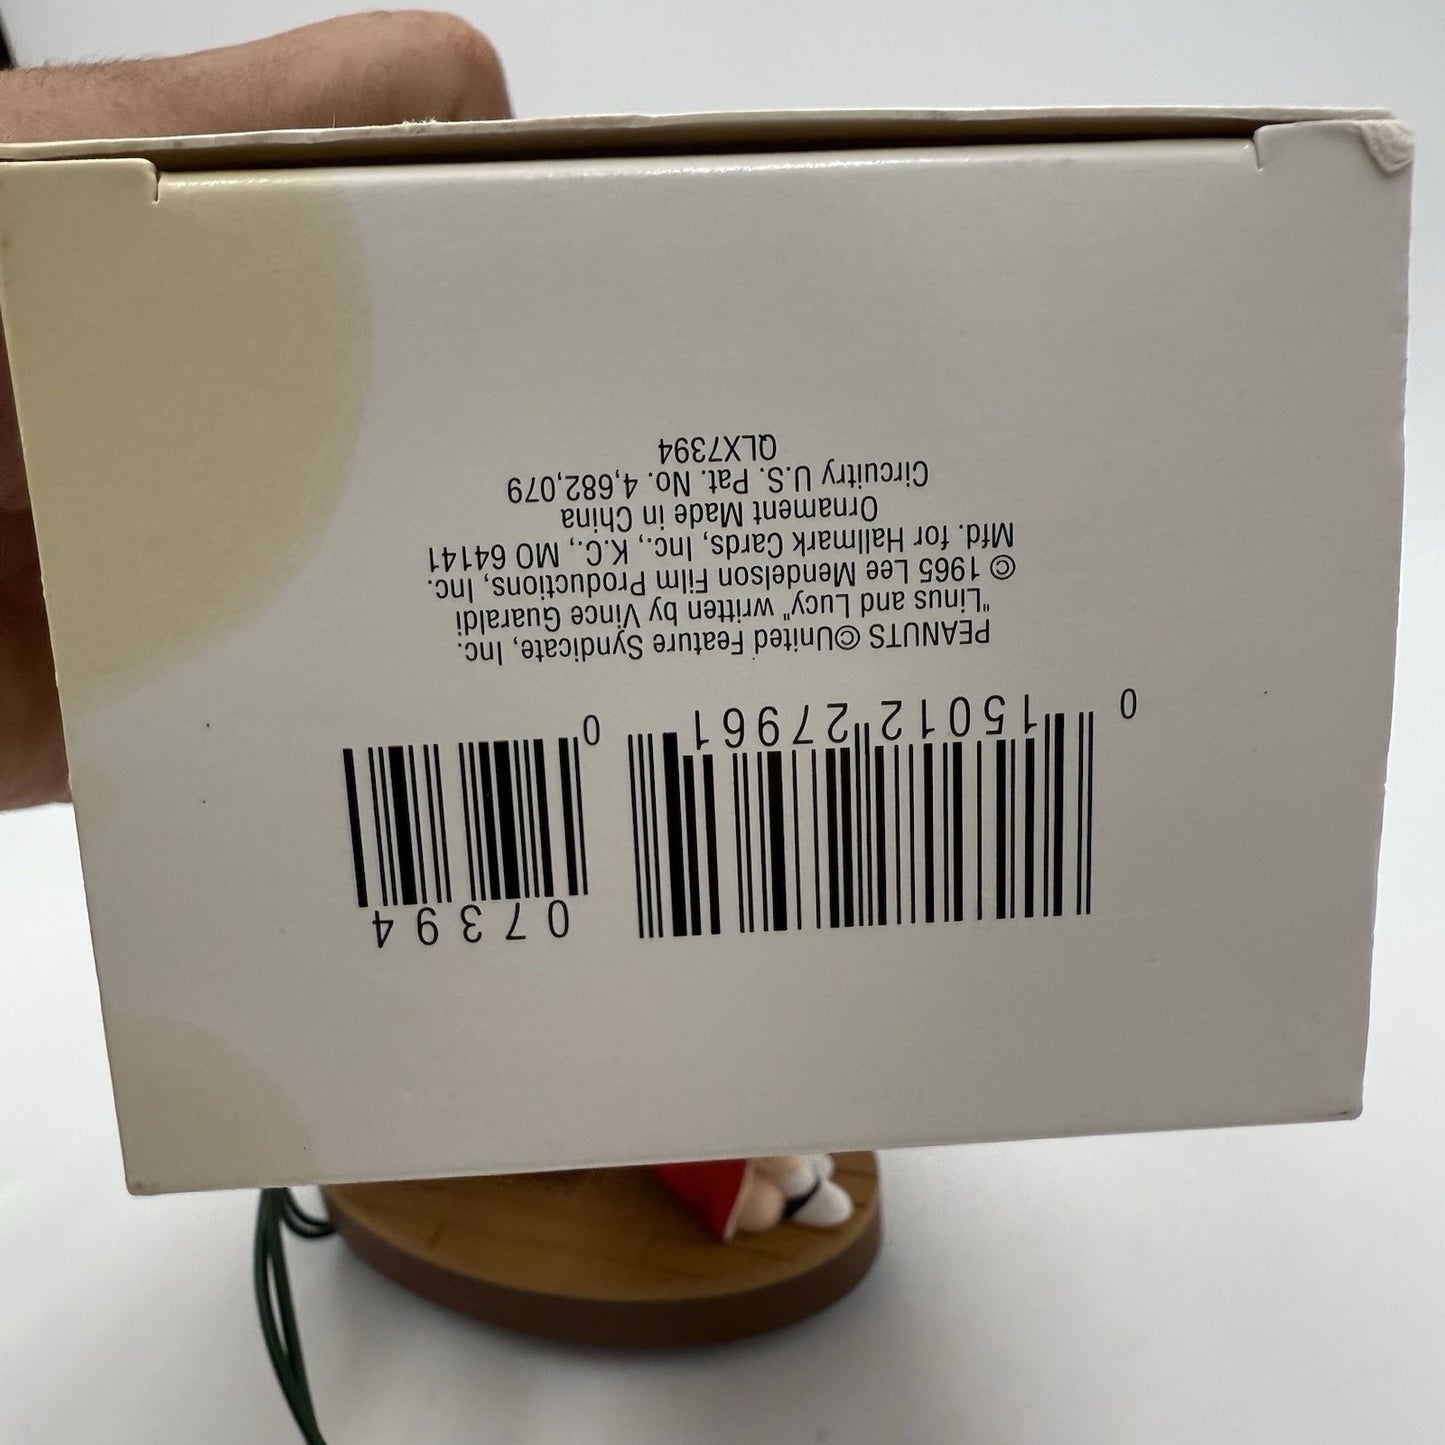 0
15012 27961
0
07394
PEANUTS ©United Feature Syndicate, Inc.
"Linus and Lucy" written by Vince Guaraldi
© 1965 Lee Mendelson Film Productions, Inc.
Mfd. for Hallmark Cards, Inc., K.C., MO 64141
Ornament Made in China
Circuitry U.S. Pat. No. 4,682,079
QLX7394